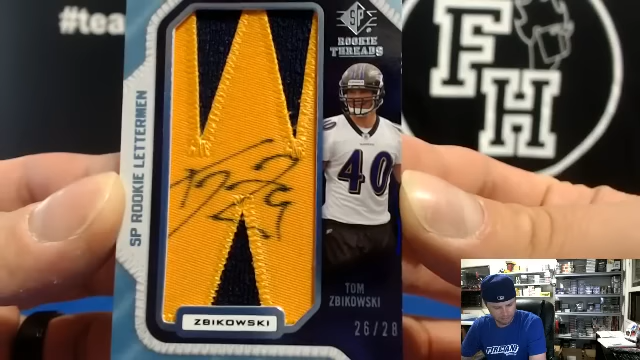 #tea
SP
ROOKIE
THREADS
SP ROOKIE LETTERMEN
40
TOM
ZBIKOWSKI
26/28
ZBIKOWSKI
FH